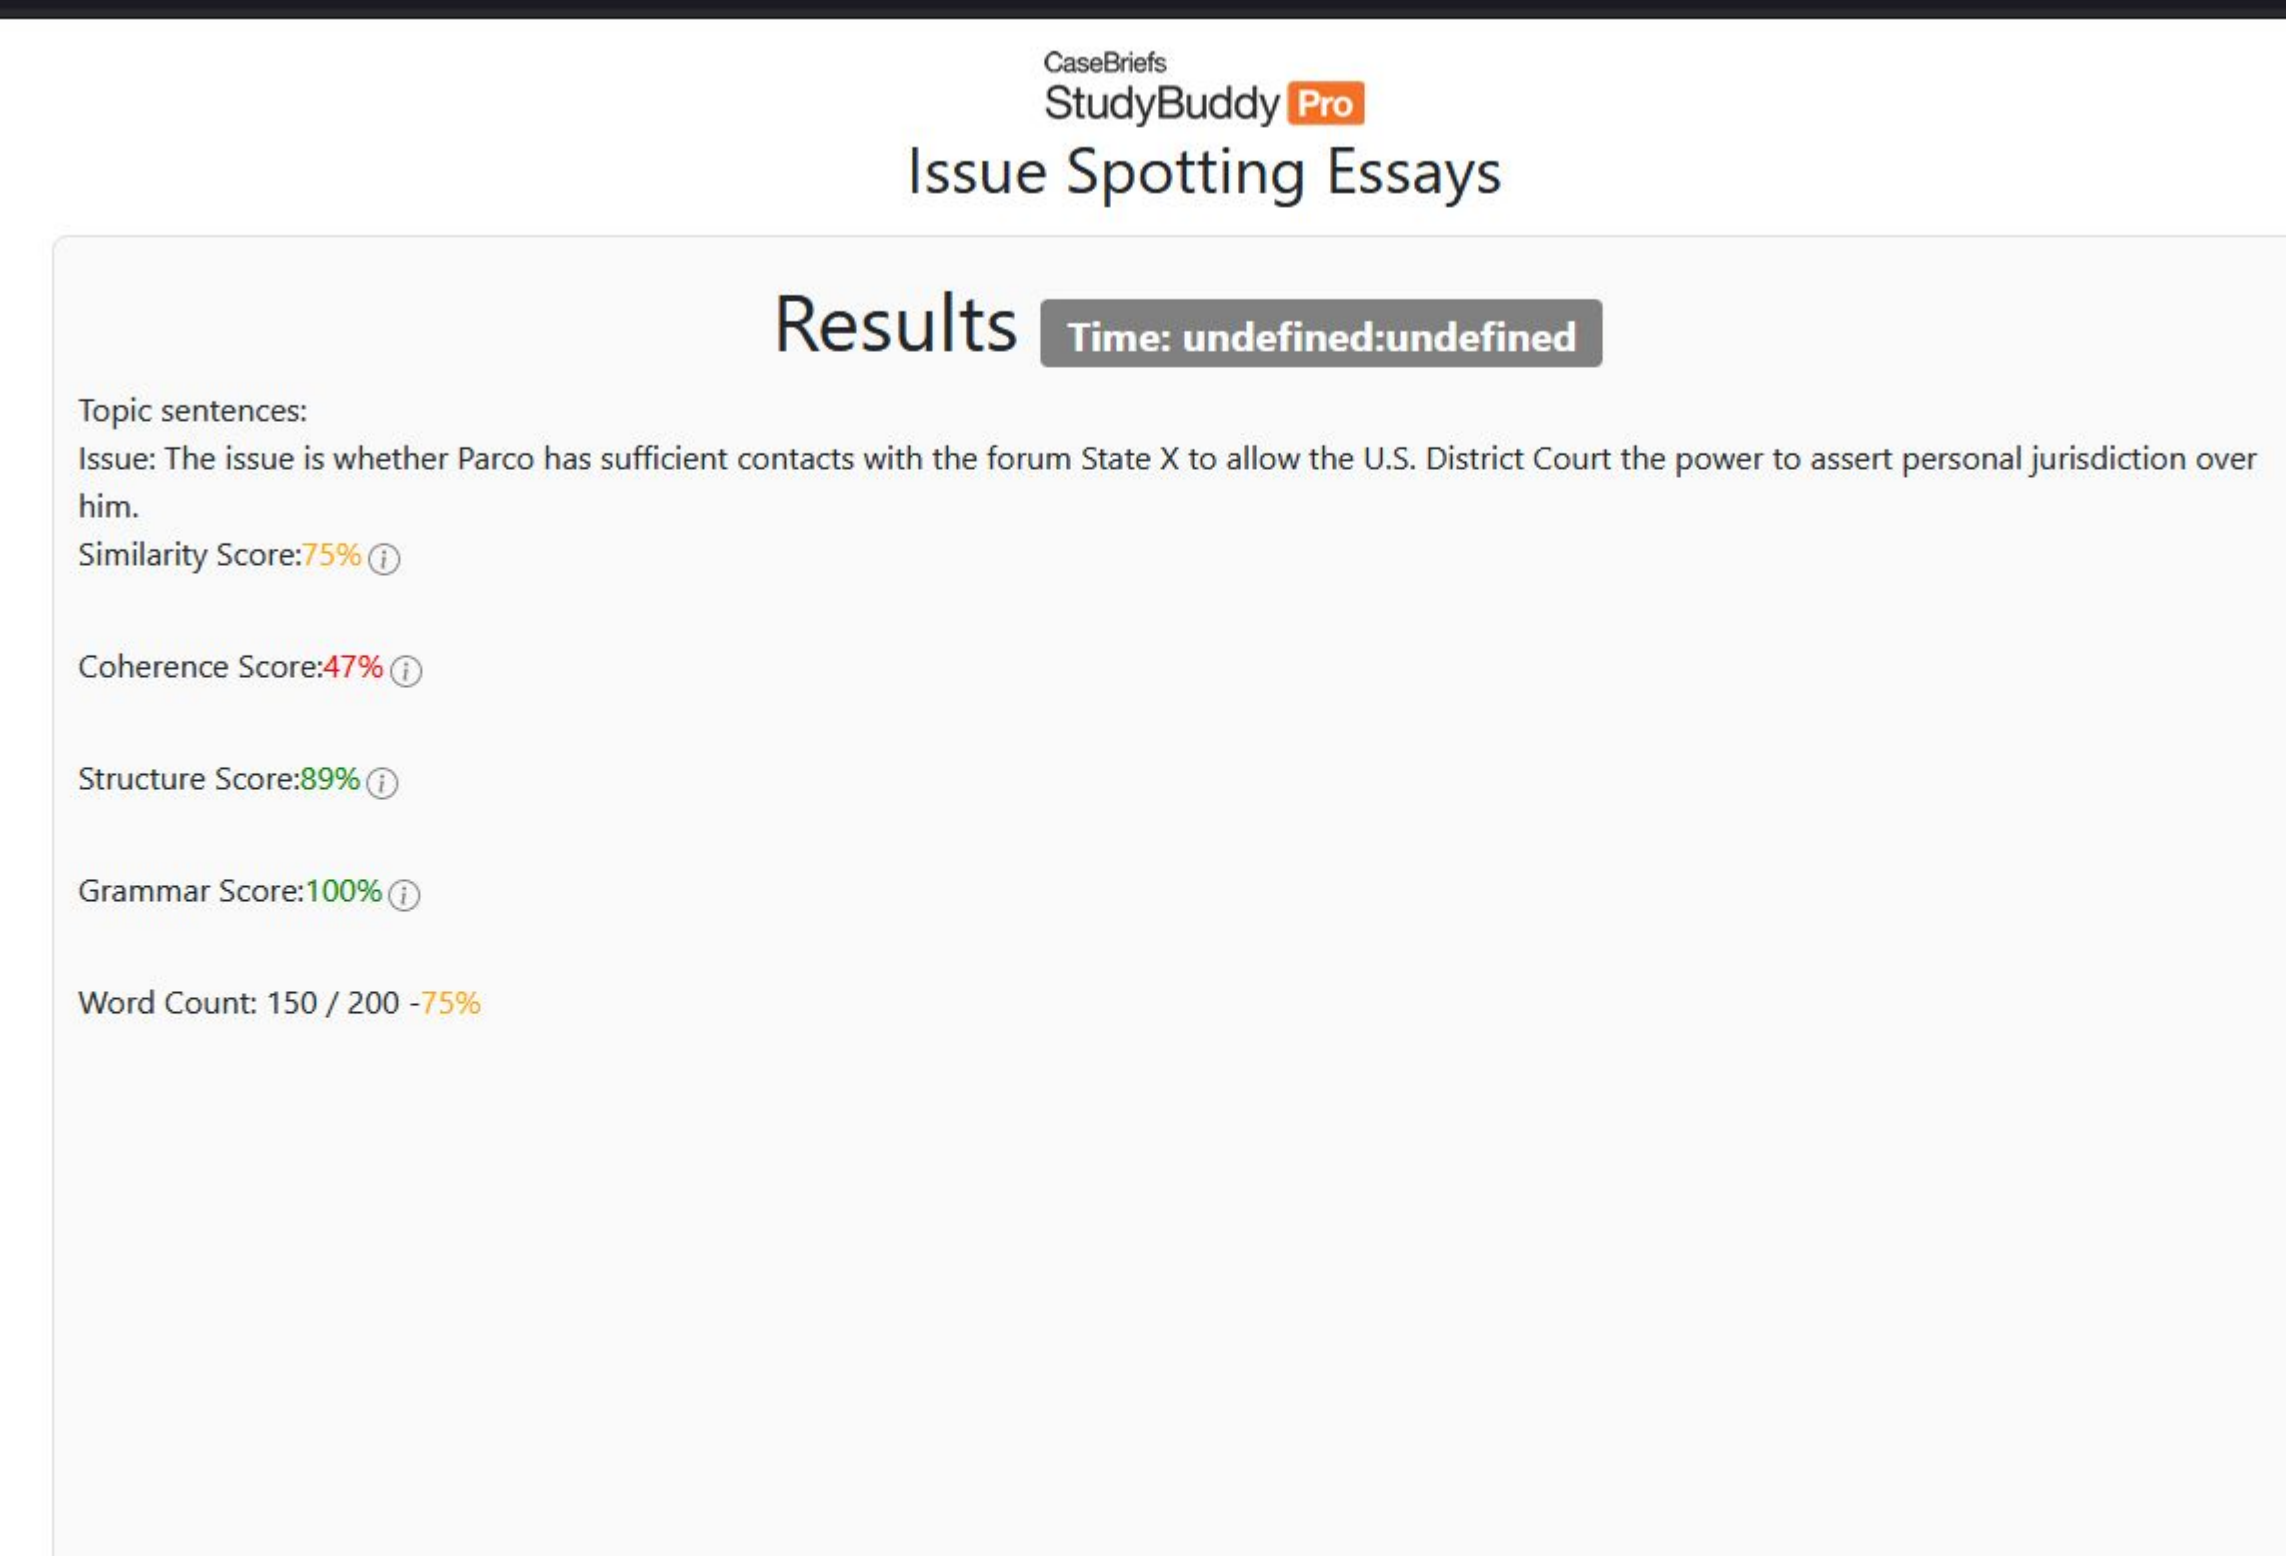 CaseBriefs
StudyBuddy Pro
Issue Spotting Essays
Results Time: undefined:undefined
Topic sentences:
Issue: The issue is whether Parco has sufficient contacts with the forum State X to allow the U.S. District Court the power to assert personal jurisdiction over
him.
Similarity Score:75% i
Coherence Score:47% i
Structure Score:89% i
Grammar Score:100% i
Word Count: 150 / 200 -75%